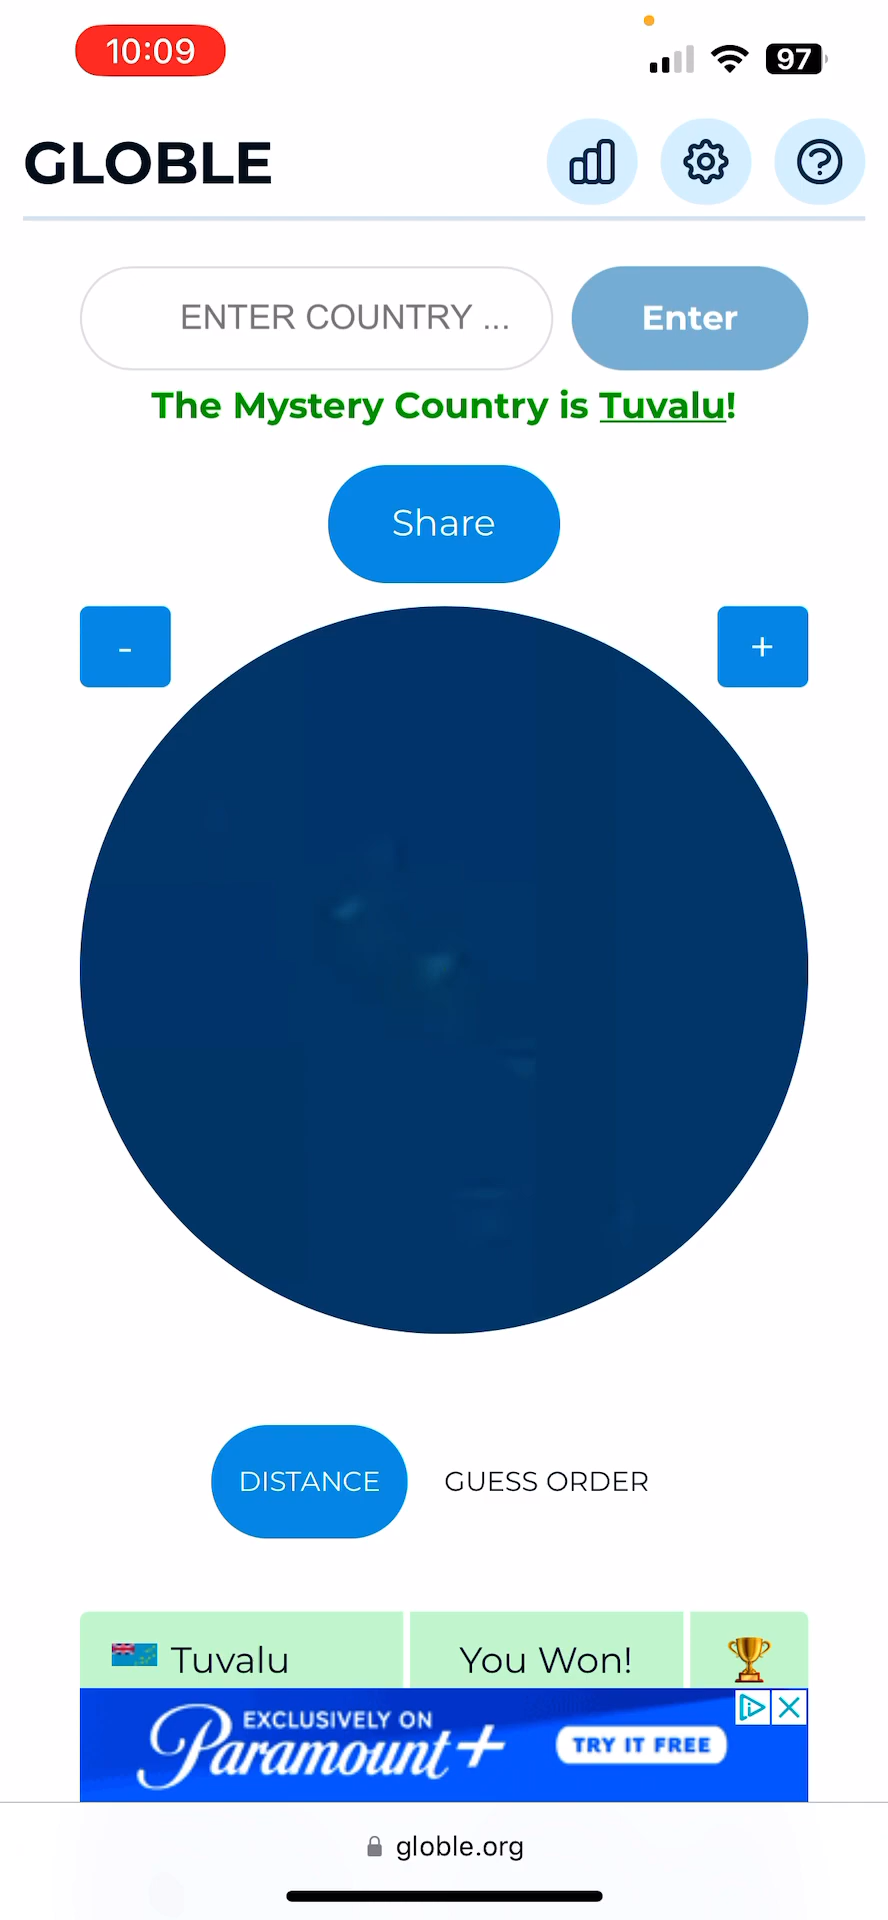 10:09
97
GLOBLE
ENTER COUNTRY ...
Enter
The Mystery Country is Tuvalu!
Share
-
+
DISTANCE
GUESS ORDER
Tuvalu
You Won!
EXCLUSIVELY ON
Paramount+
TRY IT FREE
globle.org